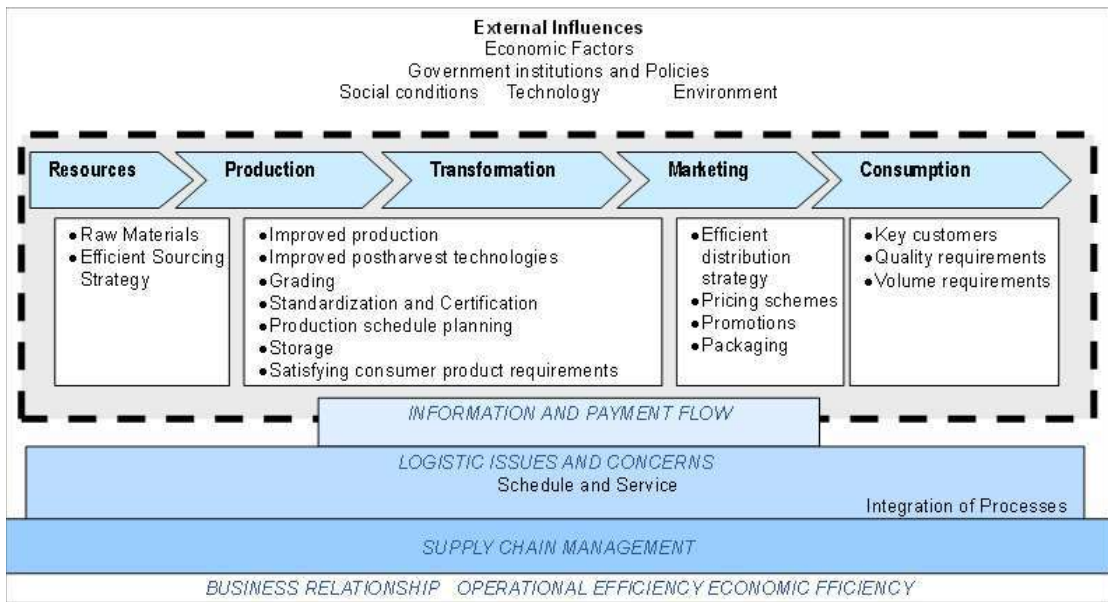 External Influences
Economic Factors
Government institutions and Policies
Social conditions Technology Environment
Resources Production Transformation Marketing Consumption
●Raw Materials
●Efficient Sourcing
Strategy
●Improved production
●Improved postharvest technologies
●Grading
●Standardization and Certification
●Production schedule planning
●Storage
●Satisfying consumer product requirements
●Efficient
distribution
strategy
●Pricing schemes
●Promotions
●Packaging
●Key customers
●Quality requirements
●Volume requirements
INFORMATION AND PAYMENT FLOW
LOGISTIC ISSUES AND CONCERNS
Schedule and Service
Integration of Processes
SUPPLY CHAIN MANAGEMENT
BUSINESS RELATIONSHIP OPERATIONAL EFFICIENCY ECONOMIC FFICIENCY